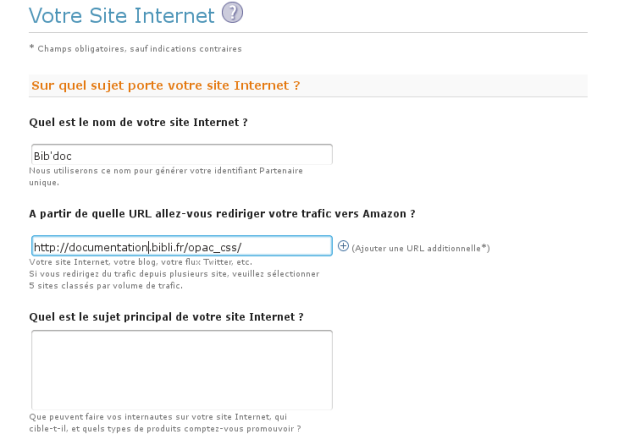 Votre Site Internet ?
* Champs obligatoires, sauf indications contraires
Sur quel sujet porte votre site Internet ?
Quel est le nom de votre site Internet ?
Bib'doc
Nous utiliserons ce nom pour générer votre identifiant Partenaire
unique.
A partir de quelle URL allez-vous rediriger votre trafic vers Amazon ?
http://documentation.bibli.fr/opac_css/
(Ajouter une URL additionnelle*)
Votre site Internet, votre blog, votre flux Twitter, etc.
Si vous redirigez du trafic depuis plusieurs site, veuillez sélectionner
5 sites classés par volume de trafic.
Quel est le sujet principal de votre site Internet ?
Que peuvent faire vos internautes sur votre site Internet, qui
cible-t-il, et quels types de produits comptez-vous promouvoir ?